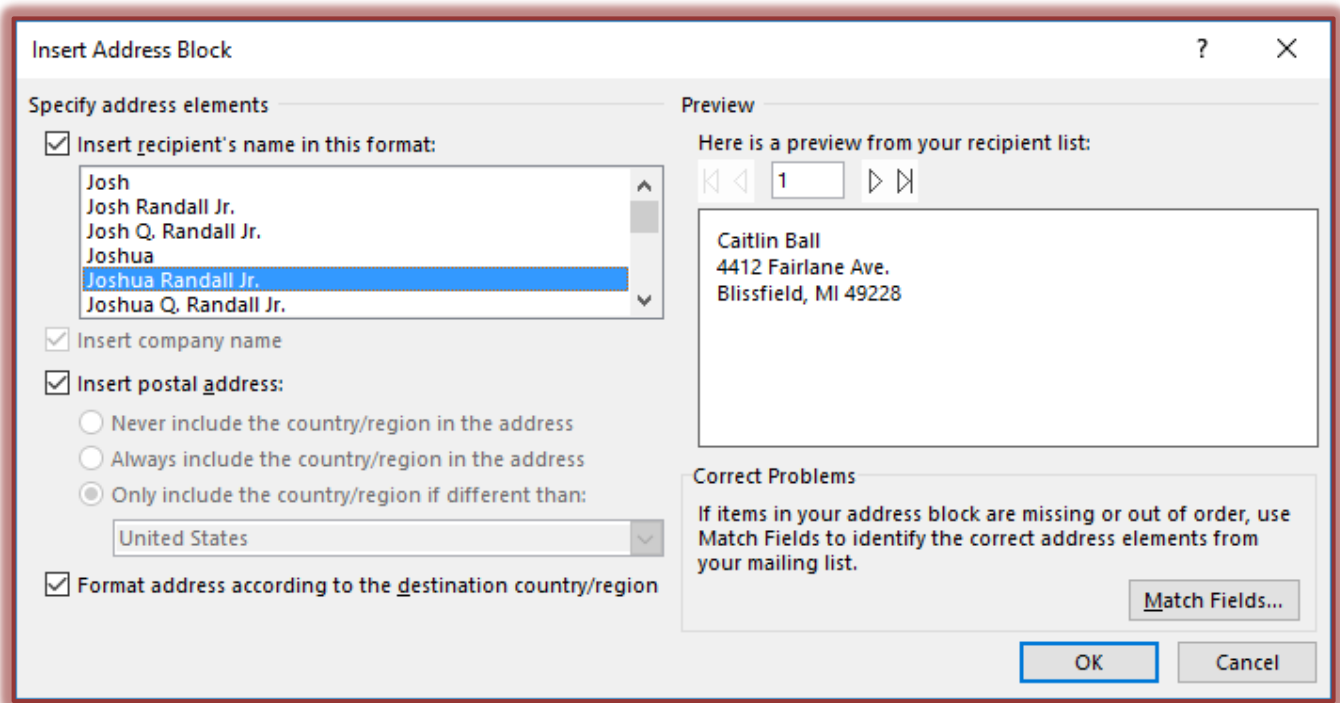 Insert Address Block
?
Specify address elements
Insert recipient's name in this format:
Josh
Josh Randall Jr.
Josh Q. Randall Jr.
Joshua
Joshua Randall Jr.
Joshua Q. Randall Jr.
Insert company name
Insert postal address:
Never include the country/region in the address
Always include the country/region in the address
Only include the country/region if different than:
United States
Format address according to the destination country/region
Preview
Here is a preview from your recipient list:
1
Caitlin Ball
4412 Fairlane Ave.
Blissfield, MI 49228
Correct Problems
If items in your address block are missing or out of order, use
Match Fields to identify the correct address elements from
your mailing list.
Match Fields...
OK
Cancel